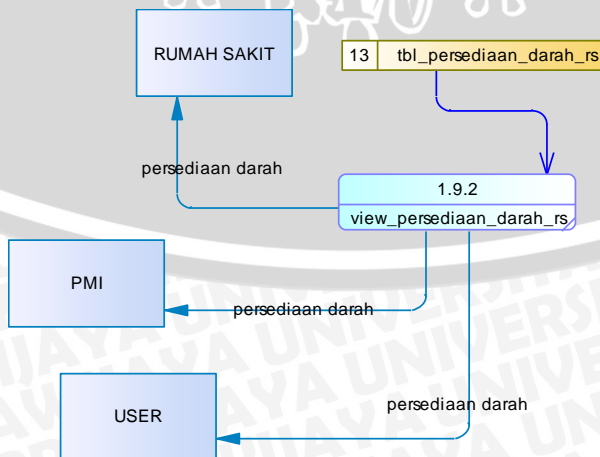 RUMAH SAKIT
13 tbl_persediaan_darah_rs
persediaan darah
1.9.2
view_persediaan_darah_rs
PMI
persediaan darah
USER
persediaan darah